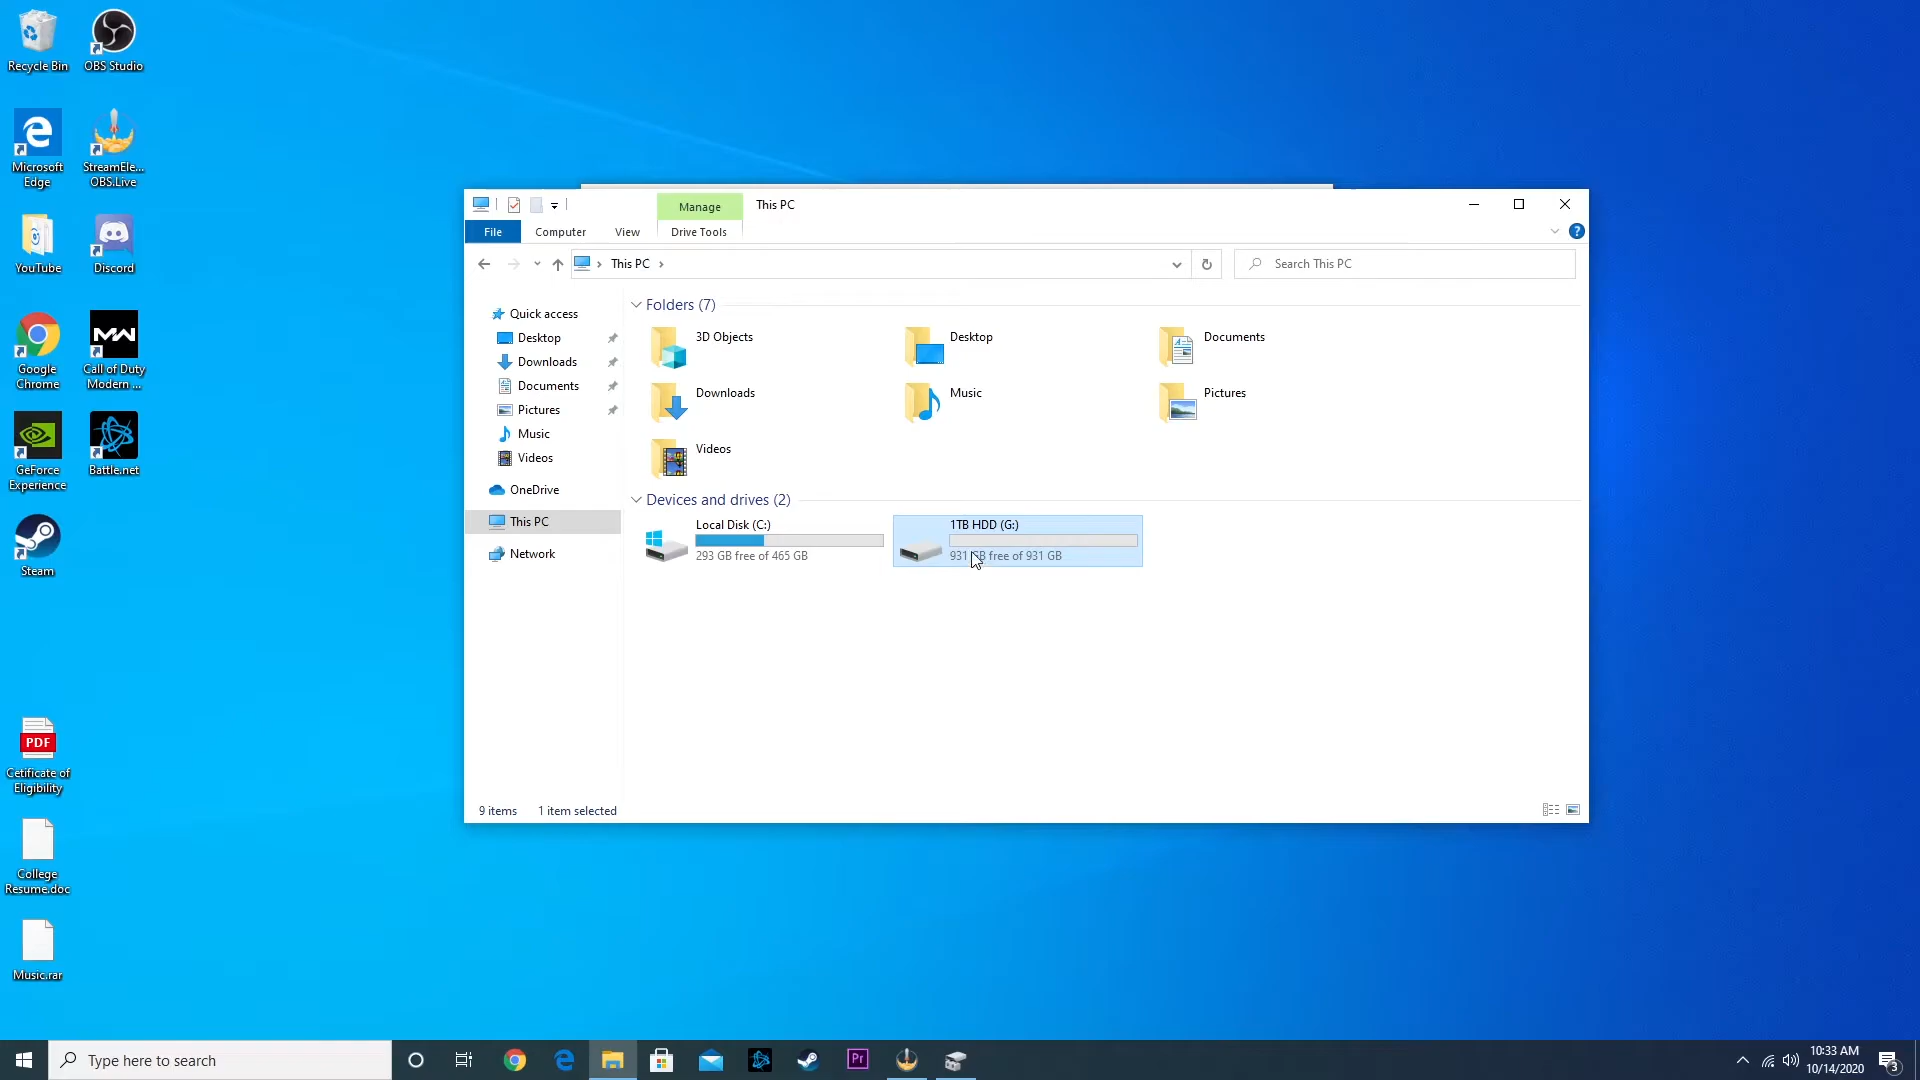 Recycle Bin
OBS Studio
Microsoft
Edge
StreamEle...
OBS.Live
YouTube
Discord
Google
Chrome
Call of Duty
Modern ...
GeForce
Experience
Battle.net
Steam
PDF
Cetificate of
Eligibility
College
Resume.doc
Music.rar
Manage
This PC
File
Computer
View
Drive Tools
?
This PC
Search This PC
Quick access
Desktop
Downloads
Documents
Pictures
Music
Videos
OneDrive
This PC
Network
Folders (7)
3D Objects
Desktop
Documents
Downloads
Music
Pictures
Videos
Devices and drives (2)
Local Disk (C:)
293 GB free of 465 GB
1TB HDD (G:)
931 GB free of 931 GB
9 items
1 item selected
Type here to search
Pr
10:33 AM
10/14/2020
3